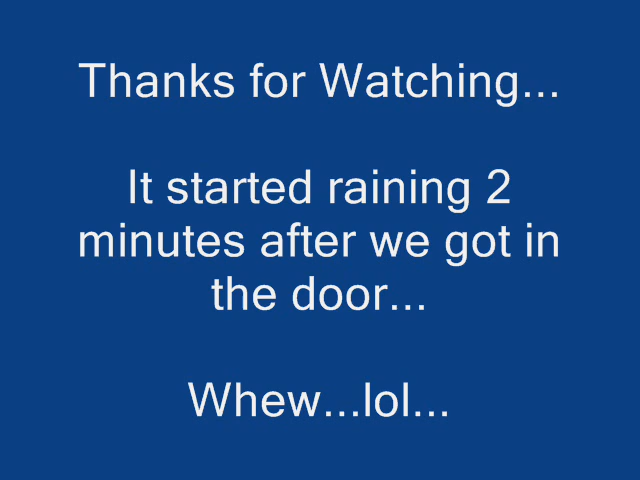 Thanks for Watching...
It started raining 2
minutes after we got in
the door...
Whew...lol...